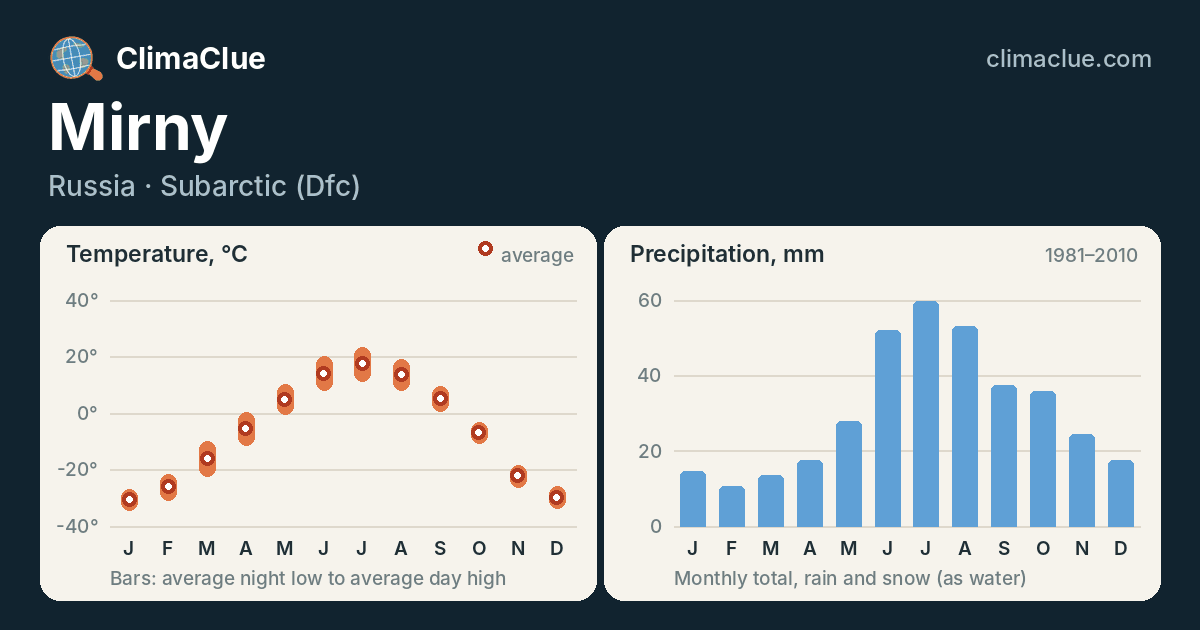 ClimaClue
climaclue.com
Mirny
Russia · Subarctic (Dfc)
Temperature, °C
average
40°
20°
0°
-20°
-40°
J F M A M J J A S O N D
Bars: average night low to average day high
Precipitation, mm
1981–2010
60
40
20
0
J F M A M J J A S O N D
Monthly total, rain and snow (as water)